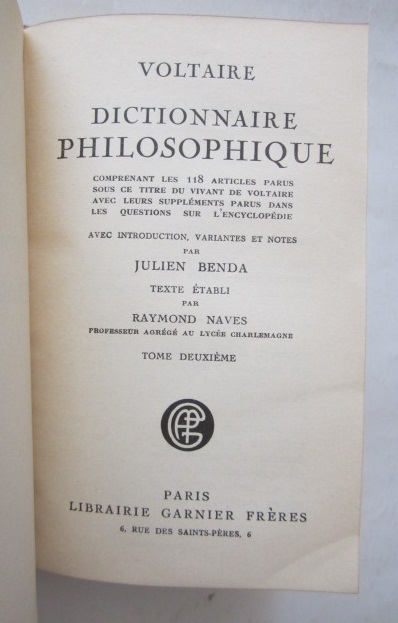 VOLTAIRE
DICTIONNAIRE
PHILOSOPHIQUE
COMPRENANT LES 118 ARTICLES PARUS
SOUS CE TITRE DU VIVANT DE VOLTAIRE
AVEC LEURS SUPPLÉMENTS PARUS DANS
LES QUESTIONS SUR L'ENCYCLOPÉDIE
AVEC INTRODUCTION, VARIANTES ET NOTES
PAR
JULIEN BENDA
TEXTE ÉTABLI
PAR
RAYMOND NAVES
PROFESSEUR AGRÉGÉ AU LYCÉE CHARLEMAGNE
TOME DEUXIÈME
PARIS
LIBRAIRIE GARNIER FRÈRES
6, RUE DES SAINTS-PÈRES, 6